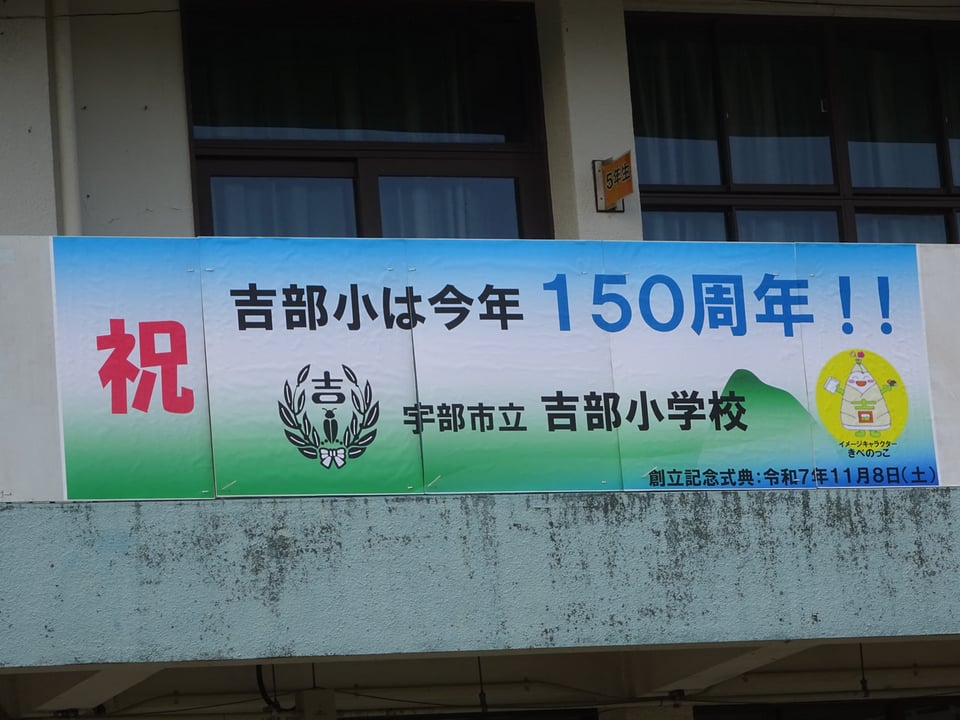 5年生
祝
吉部小は今年 150周年!!
吉
宇部市立 吉部小学校
吉
イメージキャラクター
きべのっこ
創立記念式典:令和7年11月8日(土)